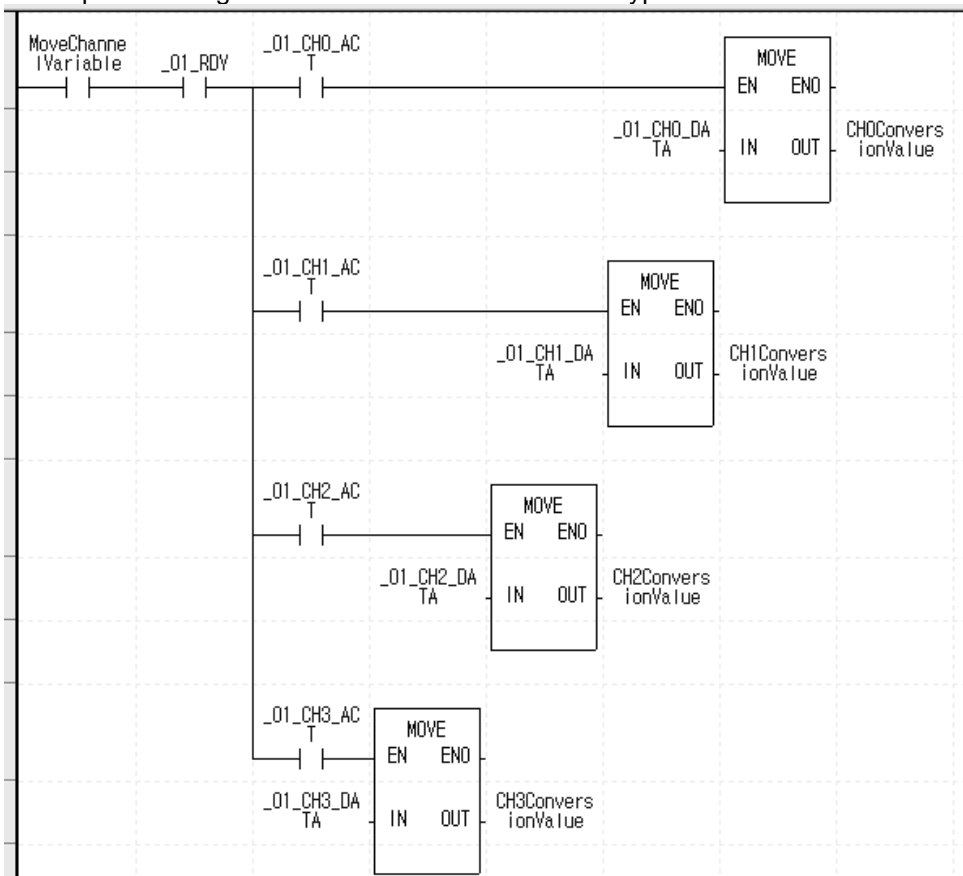 MoveChanne
lVariable
_01_RDY
_01_CH0_AC
T
MOVE
EN ENO
_01_CH0_DA
TA
IN OUT
CH0Convers
ionValue
_01_CH1_AC
T
MOVE
EN ENO
_01_CH1_DA
TA
IN OUT
CH1Convers
ionValue
_01_CH2_AC
T
MOVE
EN ENO
_01_CH2_DA
TA
IN OUT
CH2Convers
ionValue
_01_CH3_AC
T
MOVE
EN ENO
_01_CH3_DA
TA
IN OUT
CH3Convers
ionValue